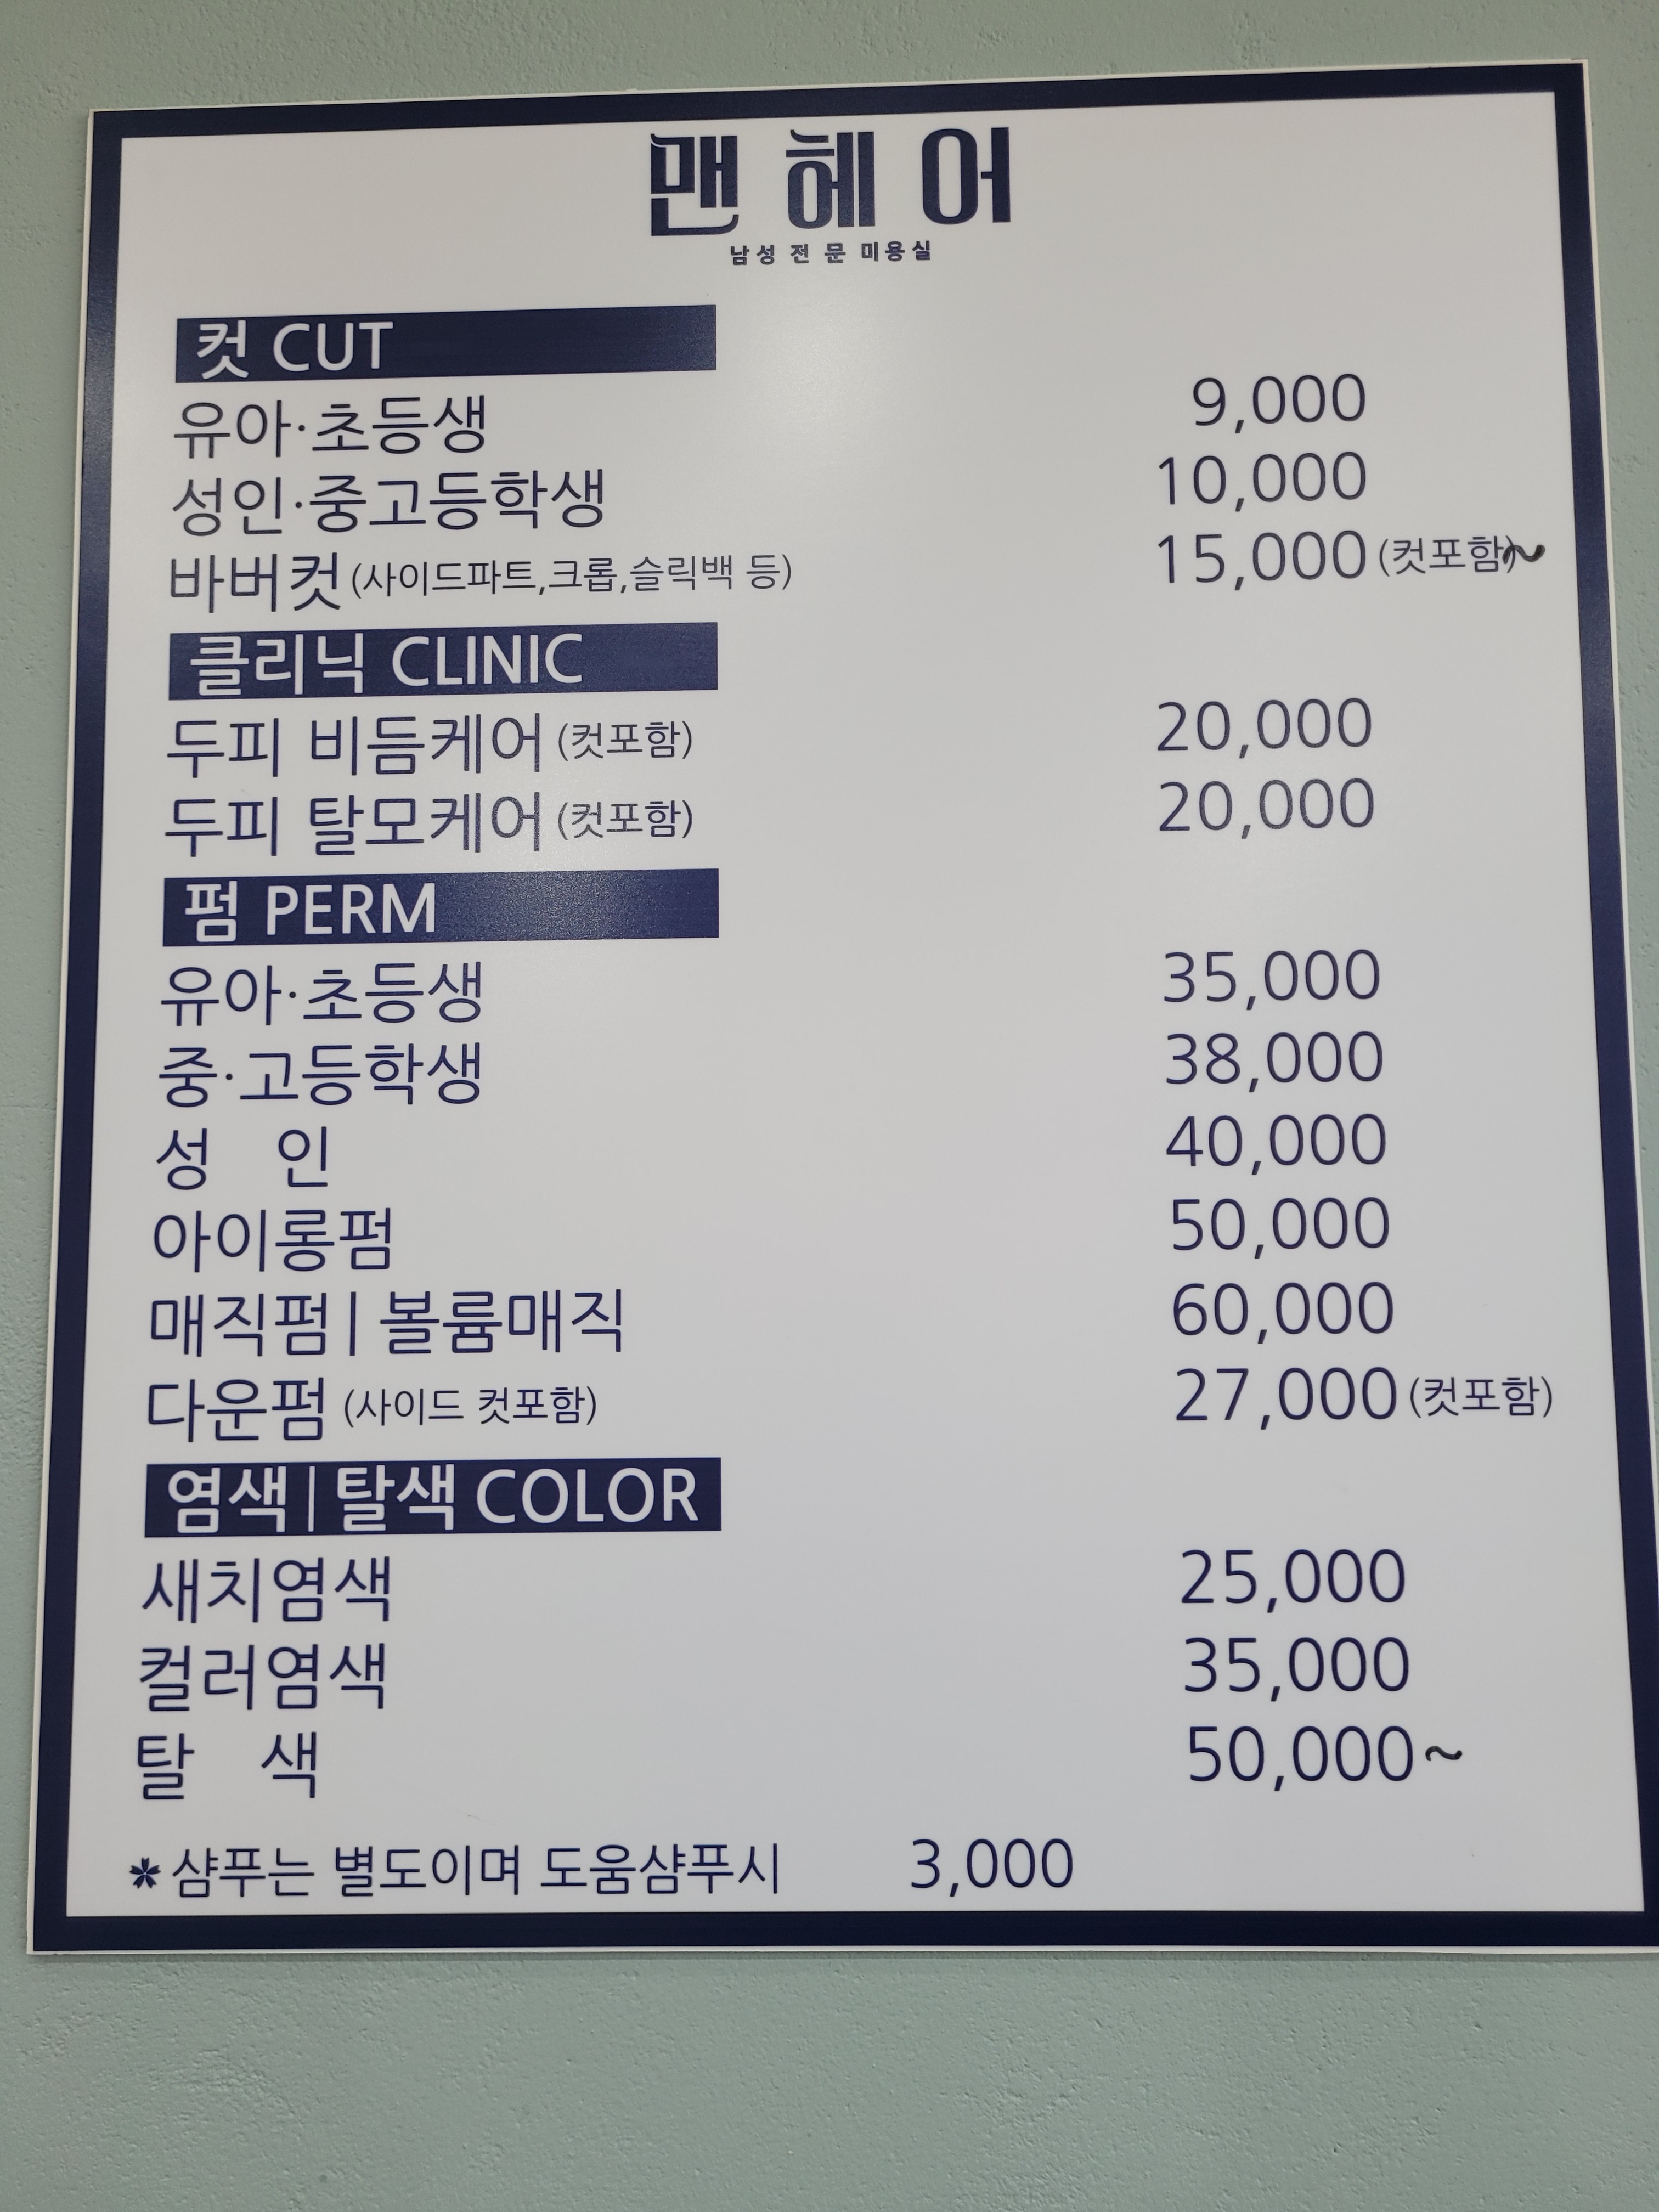 맨헤어
남성 전문 미용실
컷 CUT
유아·초등생 9,000
성인·중고등학생 10,000
바버컷 (사이드파트,크롭,슬릭백 등) 15,000 (컷포함)~
클리닉 CLINIC
두피 비듬케어 (컷포함) 20,000
두피 탈모케어 (컷포함) 20,000
펌 PERM
유아·초등생 35,000
중·고등학생 38,000
성 인 40,000
아이롱펌 50,000
매직펌 | 볼륨매직 60,000
다운펌 (사이드 컷포함) 27,000 (컷포함)
염색 | 탈색 COLOR
새치염색 25,000
컬러염색 35,000
탈 색 50,000~
* 샴푸는 별도이며 도움샴푸시 3,000